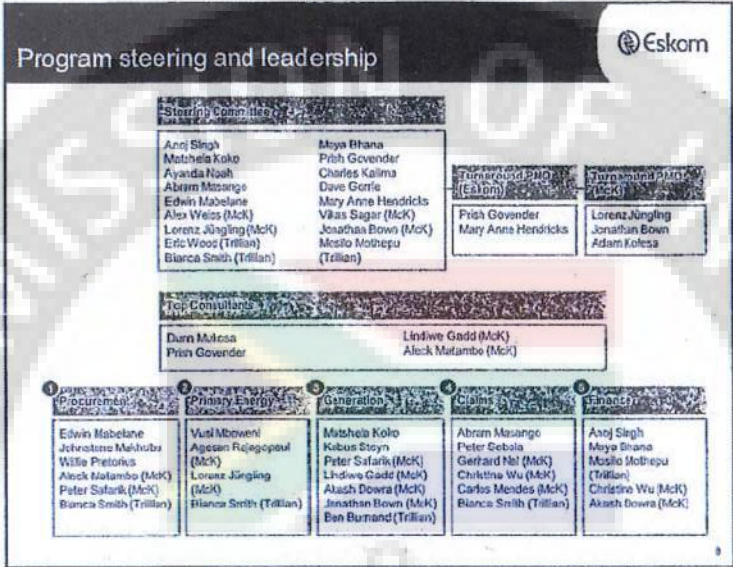 Program steering and leadership
Eskom
Steering Committee
Anoj Singh
Matshela Koko
Ayanda Noah
Abram Masango
Edwin Mabelane
Alex Weiss (McK)
Lorenz Jüngling (McK)
Eric Wood (Trillian)
Bianca Smith (Trillian)
Maya Bhana
Prish Govender
Charles Kalima
Dave Gorrie
Mary Anne Hendricks
Vikas Sagar (McK)
Jonathan Bown (McK)
Mosilo Mothepu
(Trillian)
Turnaround PMO
(Eskom)
Prish Govender
Mary Anne Hendricks
Turnaround PMO
(McK)
Lorenz Jüngling
Jonathan Bown
Adam
Top Consultants
Prish Govender
Lindiwe Gadd (McK)
Aleck Matambo (McK)
1 Procurement
Edwin Mabelane
Willie Pretorius
Aleck Matambo (McK)
Peter Safarik (McK)
Bianca Smith (Trillian)
2 Primary Energy
Vusi Mboweni
(McK)
Lorenz Jüngling
(McK)
Bianca Smith (Trillian)
3 Generation
Matshela Koko
Kobus Steyn
Peter Safarik (McK)
Lindiwe Gadd (McK)
Akash Dowra (McK)
Jonathan Bown (McK)
Ben Burnand (Trillian)
4 Claims
Abram Masango
Peter Sebola
Gerhard Nel (McK)
Christine Wu (McK)
Carlos Mendes (McK)
Bianca Smith (Trillian)
5 Finance
Anoj Singh
Maya Bhana
Mosilo Mothepu
(Trillian)
Christine Wu (McK)
Akash Dowra (McK)